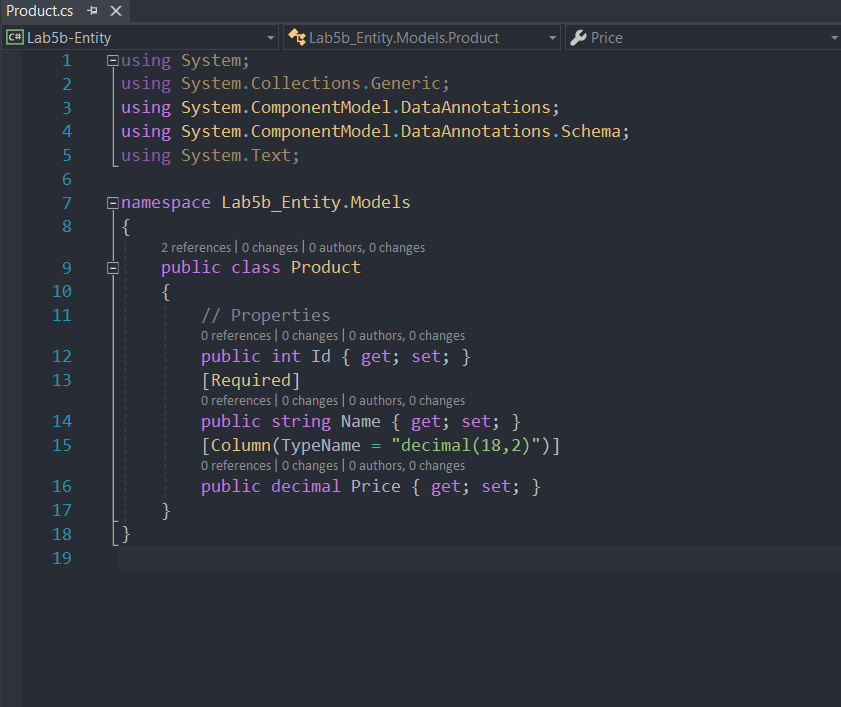 Product.cs
C# Lab5b-Entity Lab5b_Entity.Models.Product Price
1 using System;
2 using System.Collections.Generic;
3 using System.ComponentModel.DataAnnotations;
4 using System.ComponentModel.DataAnnotations.Schema;
5 using System.Text;
6
7 namespace Lab5b_Entity.Models
8 {
2 references | 0 changes | 0 authors, 0 changes
9 public class Product
10 {
11 // Properties
0 references | 0 changes | 0 authors, 0 changes
12 public int Id { get; set; }
13 [Required]
0 references | 0 changes | 0 authors, 0 changes
14 public string Name { get; set; }
15 [Column(TypeName = "decimal(18,2)")]
0 references | 0 changes | 0 authors, 0 changes
16 public decimal Price { get; set; }
17 }
18 }
19